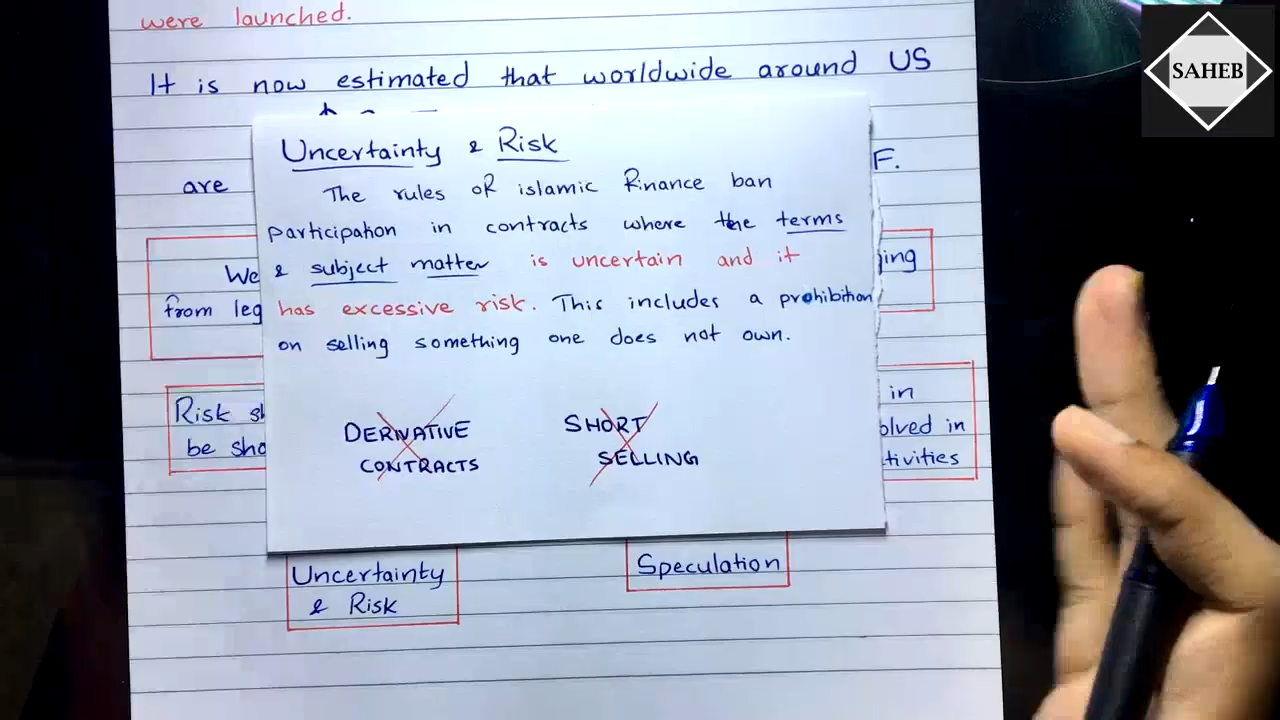 were launched.
It is now estimated that worldwide around US
are F.
Uncertainty & Risk
The rules of islamic finance ban
participation in contracts where the terms
& subject matter is uncertain and it
has excessive risk. This includes a prohibition
on selling something one does not own.
DERIVATIVE
CONTRACTS
SHORT
SELLING
We
from leg
ging
Risk sh
be sha
in
olved in
tivities
Uncertainty
& Risk
Speculation
SAHEB